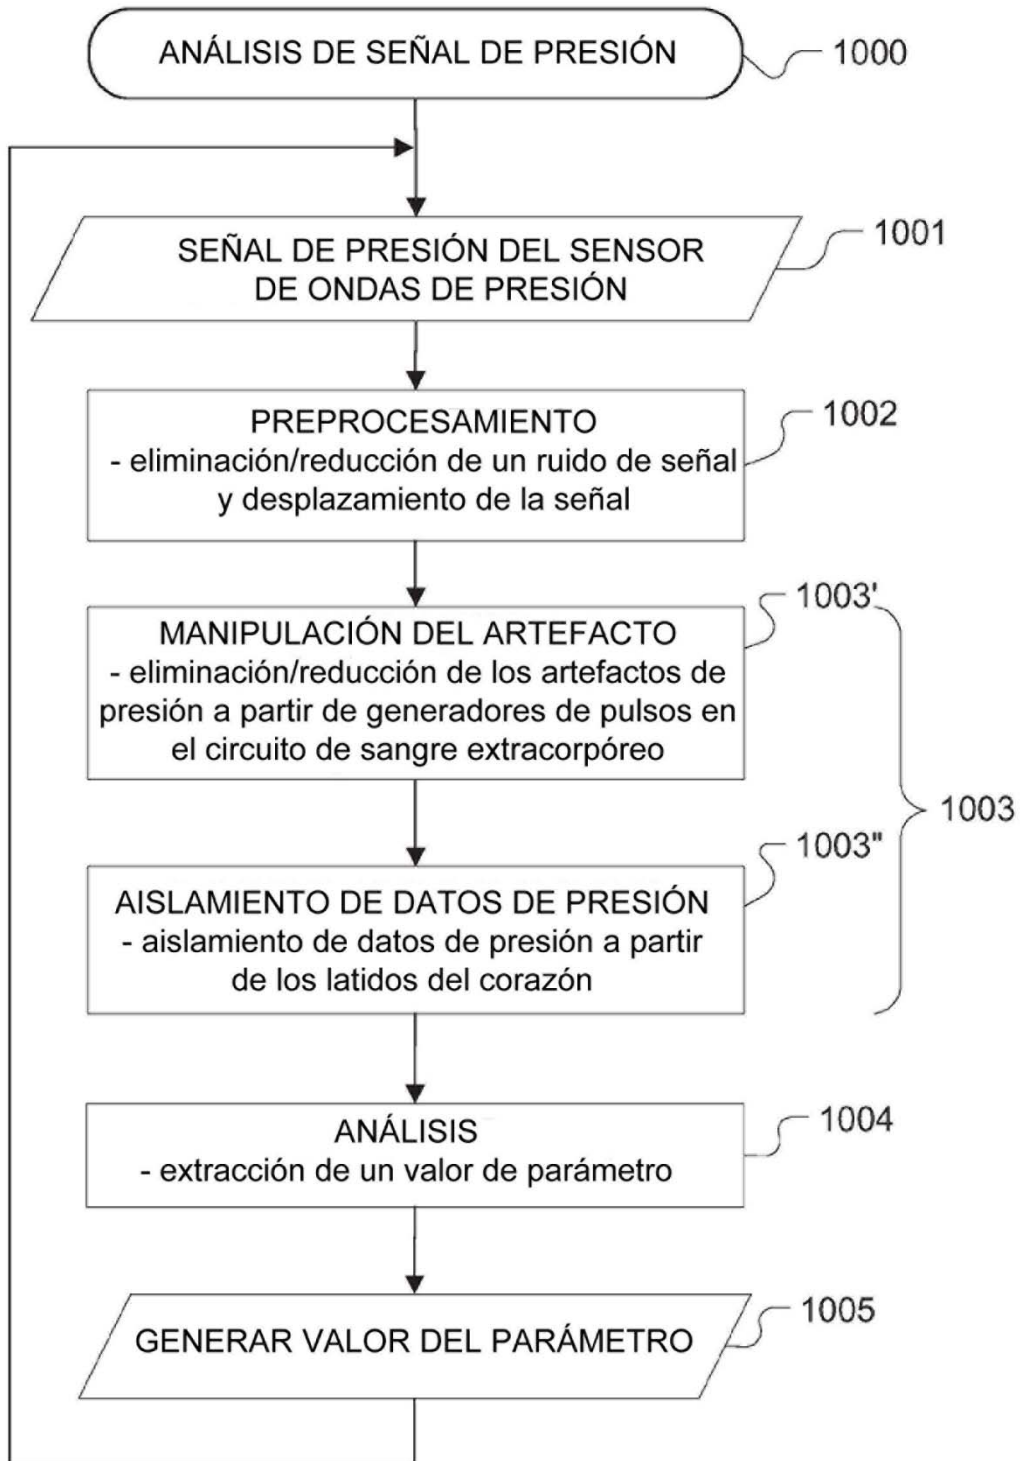 ANÁLISIS DE SEÑAL DE PRESIÓN
1000
SEÑAL DE PRESIÓN DEL SENSOR
DE ONDAS DE PRESIÓN
1001
PREPROCESAMIENTO
- eliminación/reducción de un ruido de señal
y desplazamiento de la señal
1002
MANIPULACIÓN DEL ARTEFACTO
- eliminación/reducción de los artefactos de
presión a partir de generadores de pulsos en
el circuito de sangre extracorpóreo
1003'
AISLAMIENTO DE DATOS DE PRESIÓN
- aislamiento de datos de presión a partir
de los latidos del corazón
1003"
1003
ANÁLISIS
- extracción de un valor de parámetro
1004
GENERAR VALOR DEL PARÁMETRO
1005